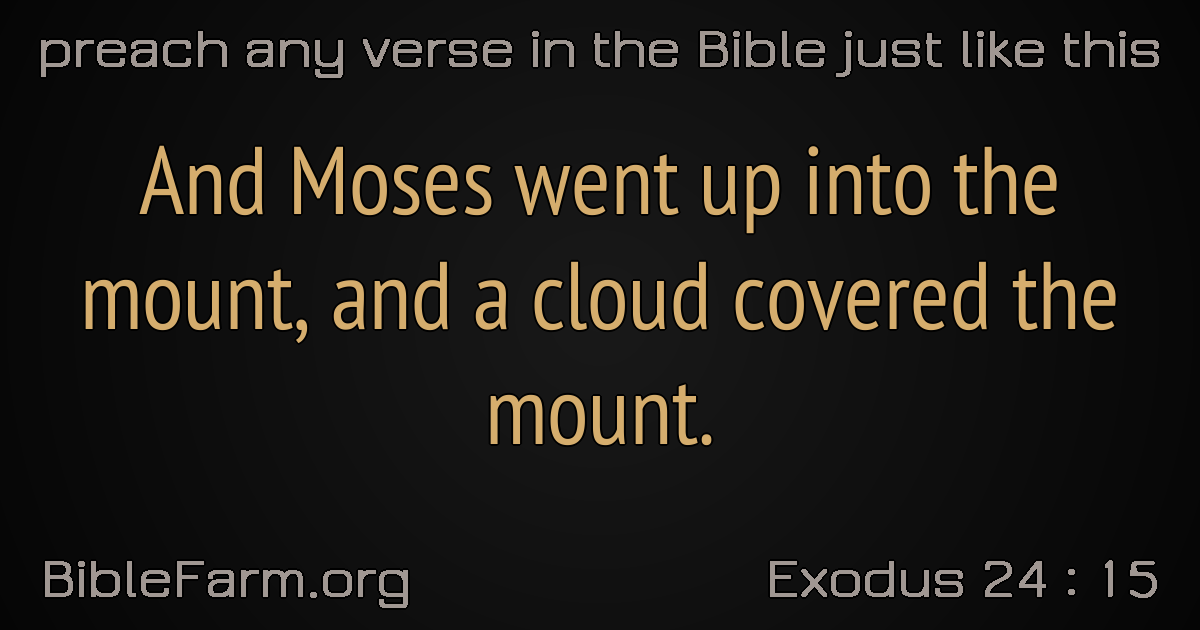 preach any verse in the Bible just like this
And Moses went up into the
mount, and a cloud covered the
mount.
BibleFarm.org
Exodus 24 : 15